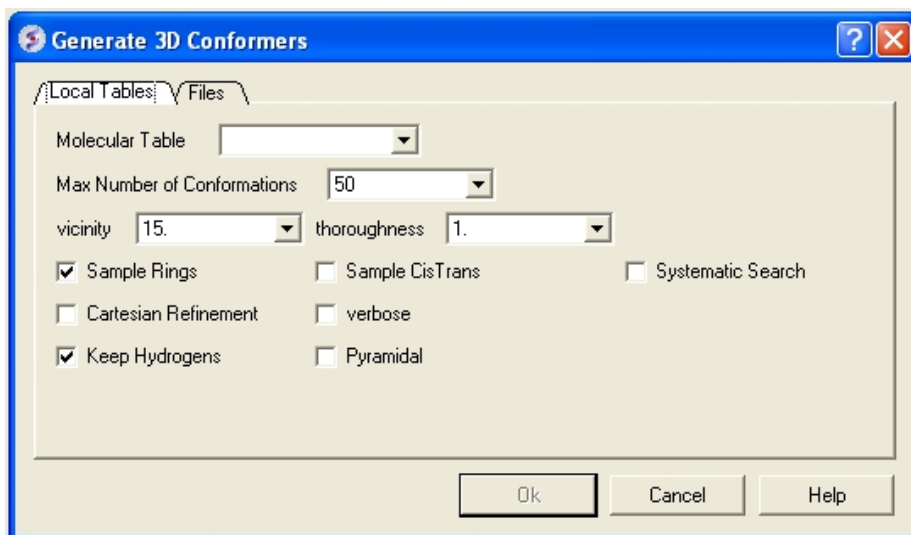 Generate 3D Conformers
Local Tables Files
Molecular Table
Max Number of Conformations 50
vicinity 15. thoroughness 1.
Sample Rings Sample CisTrans Systematic Search
Cartesian Refinement verbose
Keep Hydrogens Pyramidal
Ok Cancel Help